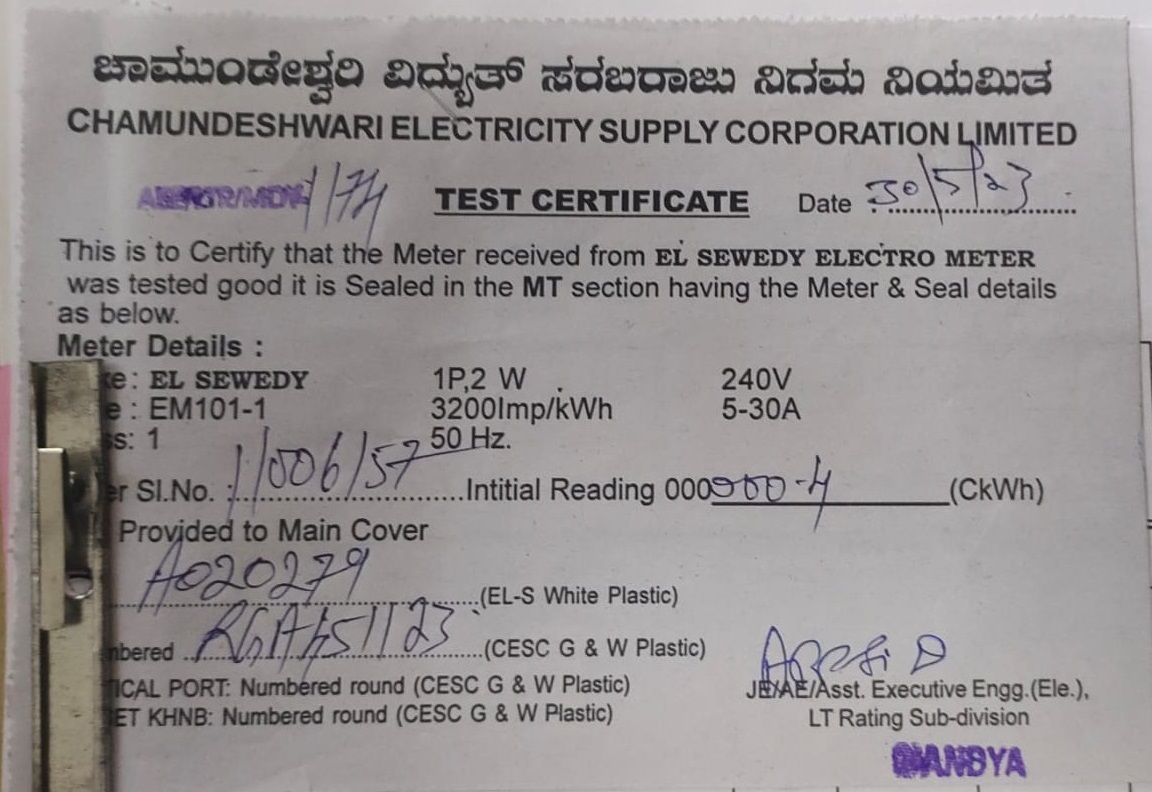 ಚಾಮುಂಡೇಶ್ವರಿ ವಿದ್ಯುತ್ ಸರಬರಾಜು ನಿಗಮ ನಿಯಮಿತ
CHAMUNDESHWARI ELECTRICITY SUPPLY CORPORATION LIMITED
TEST CERTIFICATE Date 30/5/23
This is to Certify that the Meter received from EL SEWEDY ELECTRO METER
was tested good it is Sealed in the MT section having the Meter & Seal details
as below.
Meter Details :
: EL SEWEDY 1P,2 W 240V
: EM101-1 3200Imp/kWh 5-30A
: 1 50 Hz.
Sl.No. : 11006157 Intitial Reading 000000-4 (CkWh)
Provided to Main Cover
A020279 (EL-S White Plastic)
(CESC G & W Plastic)
PORT: Numbered round (CESC G & W Plastic)
KHNB: Numbered round (CESC G & W Plastic)
JE/AE/Asst. Executive Engg.(Ele.),
LT Rating Sub-division